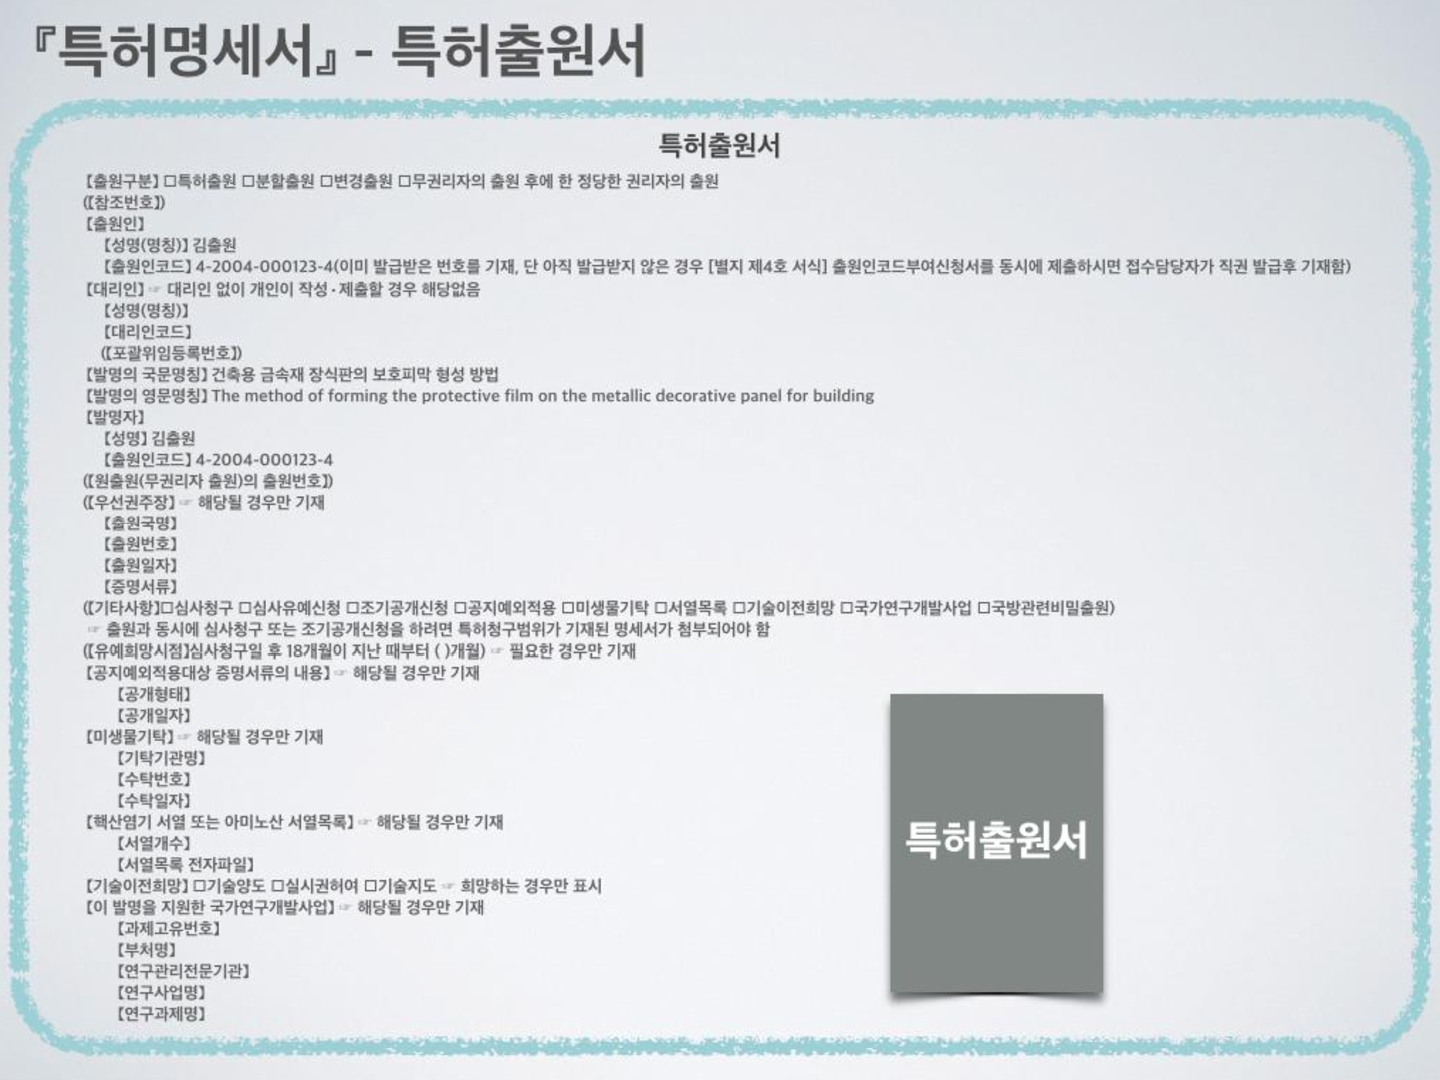 『특허명세서』 - 특허출원서
특허출원서
【출원구분】 □특허출원 □분할출원 □변경출원 □무권리자의 출원 후에 한 정당한 권리자의 출원
(【참조번호】)
【출원인】
【성명(명칭)】 김출원
【출원인코드】 4-2004-000123-4(이미 발급받은 번호를 기재, 단 아직 발급받지 않은 경우 [별지 제4호 서식] 출원인코드부여신청서를 동시에 제출하시면 접수담당자가 직권 발급후 기재함)
【대리인】 ☞ 대리인 없이 개인이 작성·제출할 경우 해당없음
【성명(명칭)】
【대리인코드】
(【포괄위임등록번호】)
【발명의 국문명칭】 건축용 금속재 장식판의 보호피막 형성 방법
【발명의 영문명칭】 The method of forming the protective film on the metallic decorative panel for building
【발명자】
【성명】 김출원
【출원인코드】 4-2004-000123-4
(【원출원(무권리자 출원)의 출원번호】)
(【우선권주장】 ☞ 해당될 경우만 기재
【출원국명】
【출원번호】
【출원일자】
【증명서류】
(【기타사항】□심사청구 □심사유예신청 □조기공개신청 □공지예외적용 □미생물기탁 □서열목록 □기술이전희망 □국가연구개발사업 □국방관련비밀출원)
☞ 출원과 동시에 심사청구 또는 조기공개신청을 하려면 특허청구범위가 기재된 명세서가 첨부되어야 함
(【유예희망시점】심사청구일 후 18개월이 지난 때부터 ( )개월) ☞ 필요한 경우만 기재
【공지예외적용대상 증명서류의 내용】 ☞ 해당될 경우만 기재
【공개형태】
【공개일자】
【미생물기탁】 ☞ 해당될 경우만 기재
【기탁기관명】
【수탁번호】
【수탁일자】
【핵산염기 서열 또는 아미노산 서열목록】 ☞ 해당될 경우만 기재
【서열개수】
【서열목록 전자파일】
【기술이전희망】 □기술양도 □실시권허여 □기술지도 ☞ 희망하는 경우만 표시
【이 발명을 지원한 국가연구개발사업】 ☞ 해당될 경우만 기재
【과제고유번호】
【부처명】
【연구관리전문기관】
【연구사업명】
【연구과제명】
특허출원서